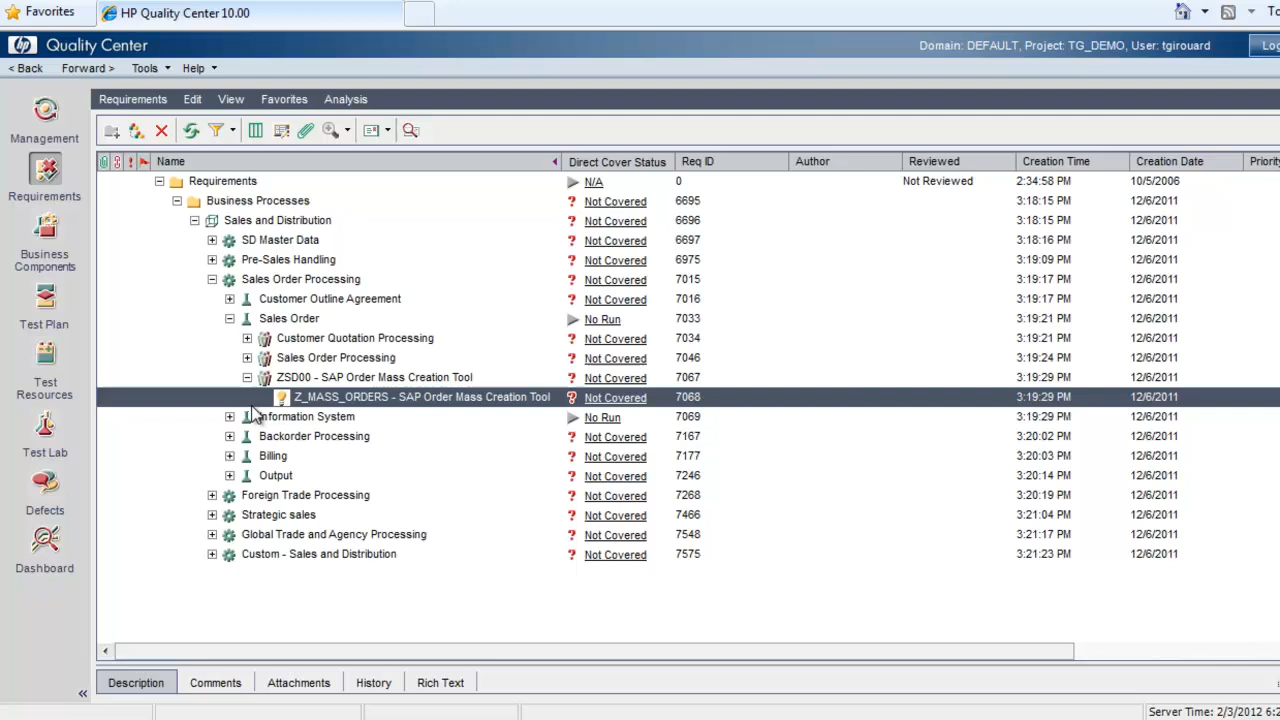 Favorites HP Quality Center 10.00
hp Quality Center Domain: DEFAULT, Project: TG_DEMO, User: tgirouard
< Back Forward > Tools Help
Requirements Edit View Favorites Analysis
Management
Requirements
Business
Components
Test Plan
Test
Resources
Test Lab
Defects
Dashboard
Name Direct Cover Status Req ID Author Reviewed Creation Time Creation Date Priority
Requirements N/A 0 Not Reviewed 2:34:58 PM 10/5/2006
Business Processes ? Not Covered 6695 3:18:15 PM 12/6/2011
Sales and Distribution ? Not Covered 6696 3:18:15 PM 12/6/2011
SD Master Data ? Not Covered 6697 3:18:16 PM 12/6/2011
Pre-Sales Handling ? Not Covered 6975 3:19:09 PM 12/6/2011
Sales Order Processing ? Not Covered 7015 3:19:17 PM 12/6/2011
Customer Outline Agreement ? Not Covered 7016 3:19:17 PM 12/6/2011
Sales Order No Run 7033 3:19:21 PM 12/6/2011
Customer Quotation Processing ? Not Covered 7034 3:19:21 PM 12/6/2011
Sales Order Processing ? Not Covered 7046 3:19:24 PM 12/6/2011
ZSD00 - SAP Order Mass Creation Tool ? Not Covered 7067 3:19:29 PM 12/6/2011
Z_MASS_ORDERS - SAP Order Mass Creation Tool ? Not Covered 7068 3:19:29 PM 12/6/2011
Information System No Run 7069 3:19:29 PM 12/6/2011
Backorder Processing ? Not Covered 7167 3:20:02 PM 12/6/2011
Billing ? Not Covered 7177 3:20:03 PM 12/6/2011
Output ? Not Covered 7246 3:20:14 PM 12/6/2011
Foreign Trade Processing ? Not Covered 7268 3:20:19 PM 12/6/2011
Strategic sales ? Not Covered 7466 3:21:04 PM 12/6/2011
Global Trade and Agency Processing ? Not Covered 7548 3:21:17 PM 12/6/2011
Custom - Sales and Distribution ? Not Covered 7575 3:21:23 PM 12/6/2011
Description Comments Attachments History Rich Text
Server Time: 2/3/2012